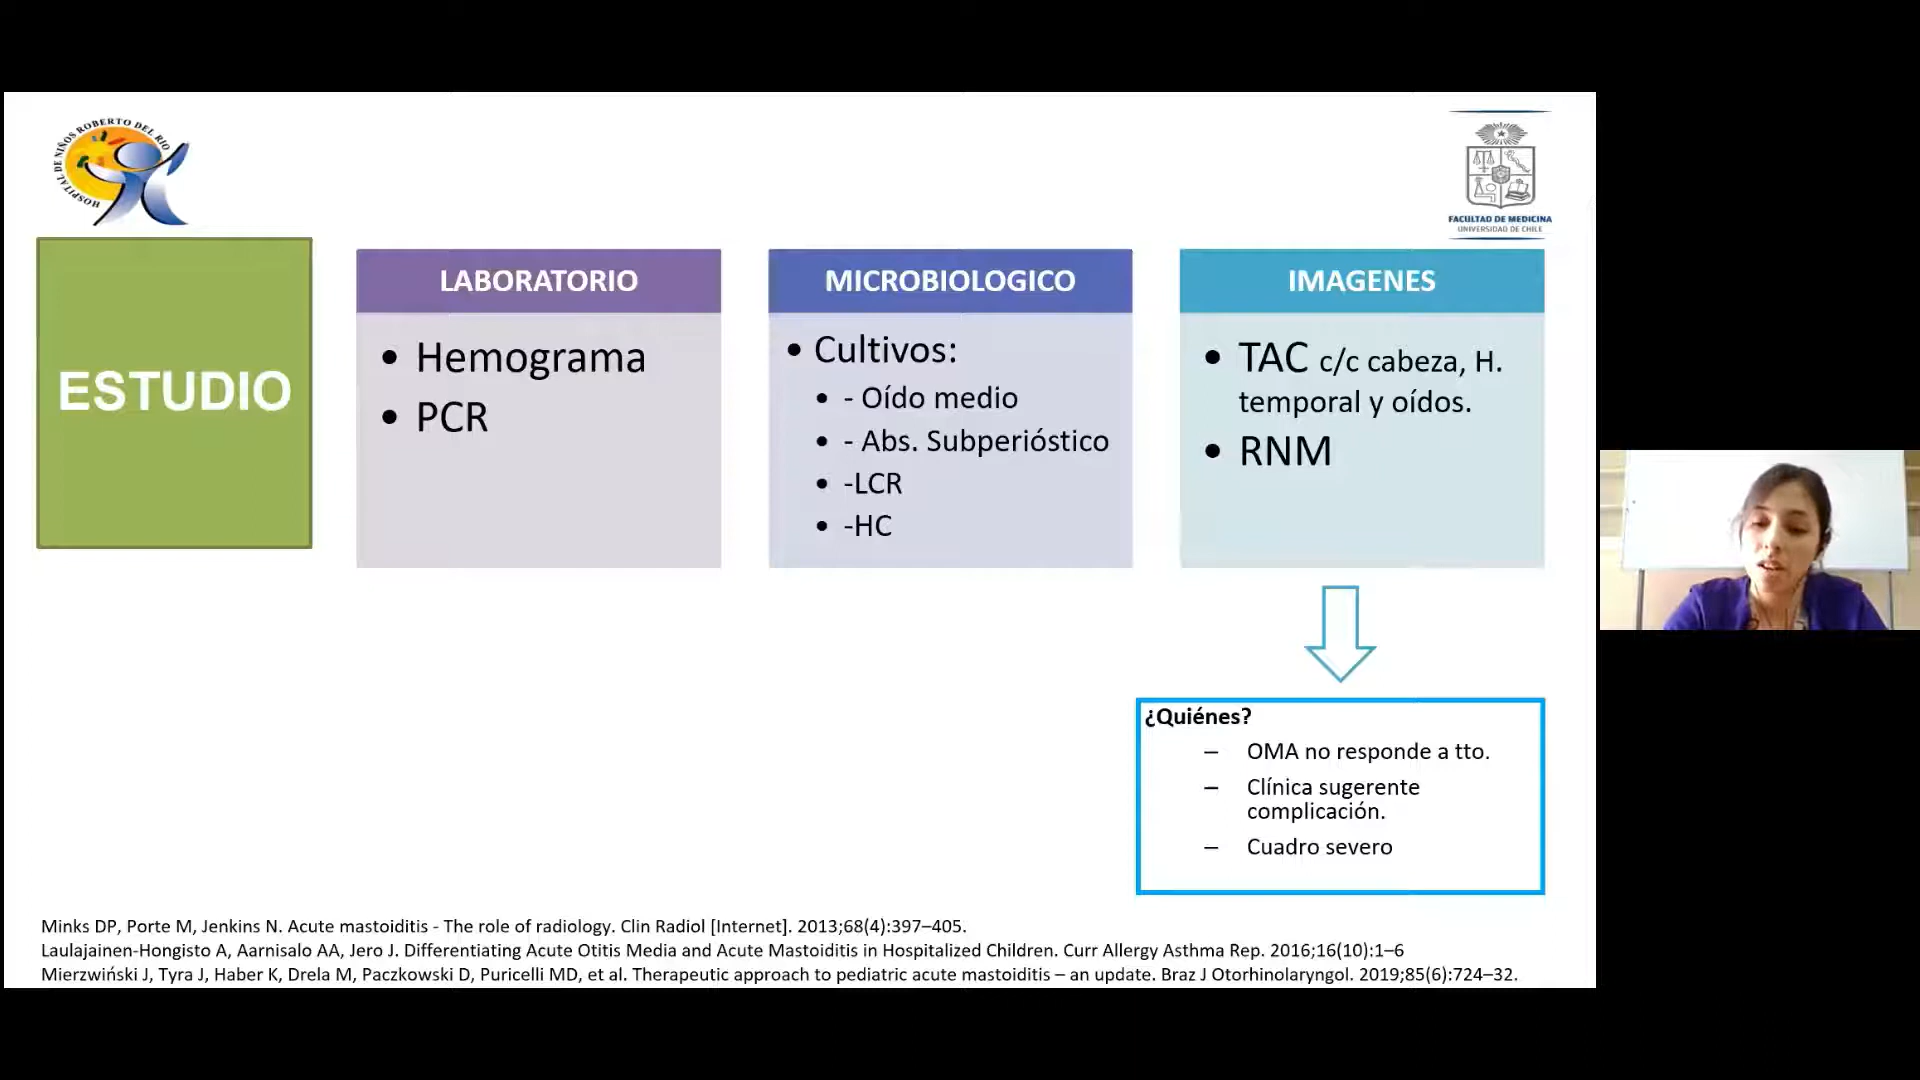 HOSPITAL DE NIÑOS ROBERTO DEL RIO
FACULTAD DE MEDICINA
UNIVERSIDAD DE CHILE
ESTUDIO
LABORATORIO
• Hemograma
• PCR
MICROBIOLOGICO
• Cultivos:
• - Oído medio
• - Abs. Subperióstico
• -LCR
• -HC
IMAGENES
• TAC c/c cabeza, H.
temporal y oídos.
• RNM
¿Quiénes?
– OMA no responde a tto.
– Clínica sugerente
complicación.
– Cuadro severo
Minks DP, Porte M, Jenkins N. Acute mastoiditis - The role of radiology. Clin Radiol [Internet]. 2013;68(4):397–405.
Laulajainen-Hongisto A, Aarnisalo AA, Jero J. Differentiating Acute Otitis Media and Acute Mastoiditis in Hospitalized Children. Curr Allergy Asthma Rep. 2016;16(10):1–6
Mierzwiński J, Tyra J, Haber K, Drela M, Paczkowski D, Puricelli MD, et al. Therapeutic approach to pediatric acute mastoiditis – an update. Braz J Otorhinolaryngol. 2019;85(6):724–32.